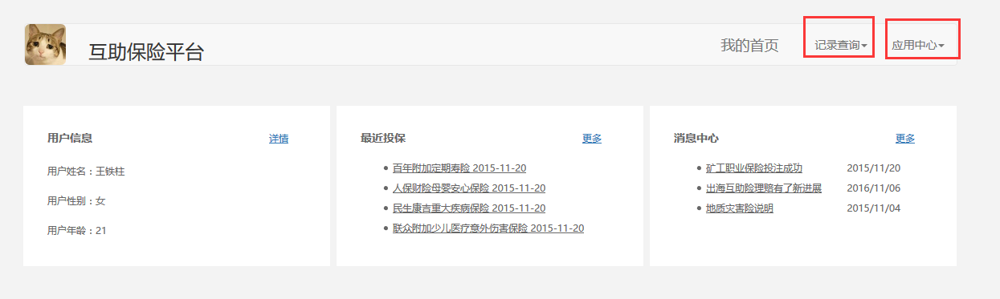 互助保险平台
我的首页
记录查询
应用中心
用户信息
详情
用户姓名：王铁柱
用户性别：女
用户年龄：21
最近投保
更多
百年附加定期寿险 2015-11-20
人保财险母婴安心保险 2015-11-20
民生康吉重大疾病保险 2015-11-20
联众附加少儿医疗意外伤害保险 2015-11-20
消息中心
更多
矿工职业保险投注成功 2015/11/20
出海互助险理赔有了新进展 2016/11/06
地质灾害险说明 2015/11/04